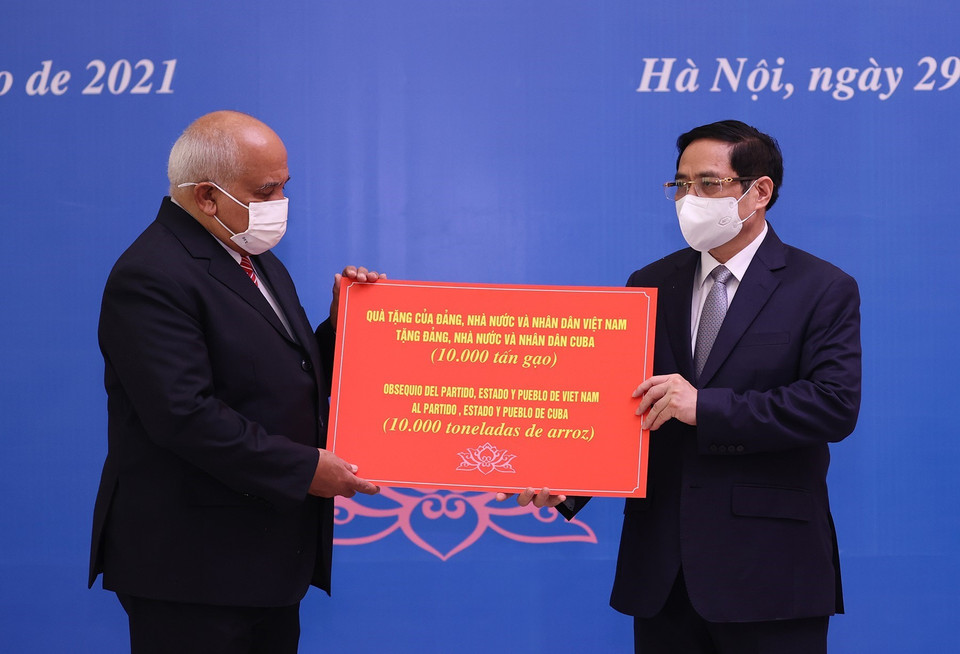 o de 2021
Hà Nội, ngày 29
QUÀ TẶNG CỦA ĐẢNG, NHÀ NƯỚC VÀ NHÂN DÂN VIỆT NAM
TẶNG ĐẢNG, NHÀ NƯỚC VÀ NHÂN DÂN CUBA
(10.000 tấn gạo)
OBSEQUIO DEL PARTIDO, ESTADO Y PUEBLO DE VIET NAM
AL PARTIDO , ESTADO Y PUEBLO DE CUBA
(10.000 toneladas de arroz)